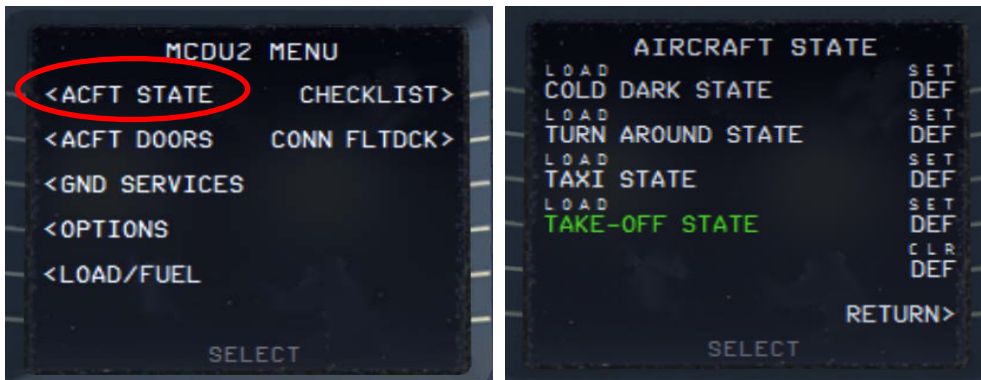 MCDU2 MENU
<ACFT STATE CHECKLIST>
<ACFT DOORS CONN FLTDCK>
<GND SERVICES
<OPTIONS
<LOAD/FUEL
SELECT
AIRCRAFT STATE
LOAD SET
COLD DARK STATE DEF
LOAD SET
TURN AROUND STATE DEF
LOAD SET
TAXI STATE DEF
LOAD SET
TAKE-OFF STATE DEF
CLR
DEF
RETURN>
SELECT